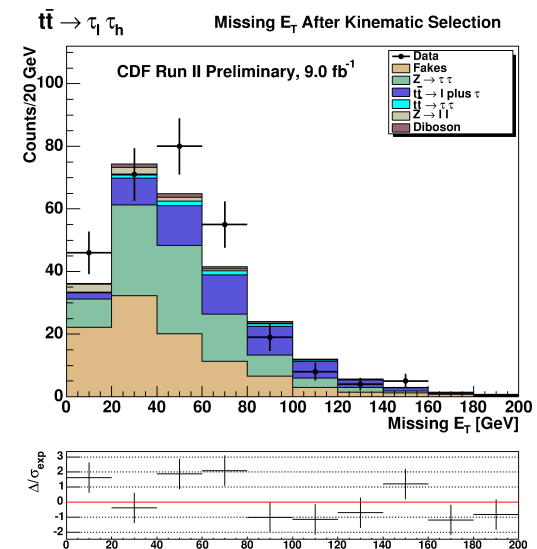 tt̄ → τl τh
Missing ET After Kinematic Selection
CDF Run II Preliminary, 9.0 fb-1
Data
Fakes
Z → τ τ
tt̄ → l plus τ
tt̄ → τ τ
Z → l l
Diboson
Counts/20 GeV
100
80
60
40
20
0
0 20 40 60 80 100 120 140 160 180 200
Missing ET [GeV]
Δ/σexp
3
2
1
0
-1
-2
0 20 40 60 80 100 120 140 160 180 200